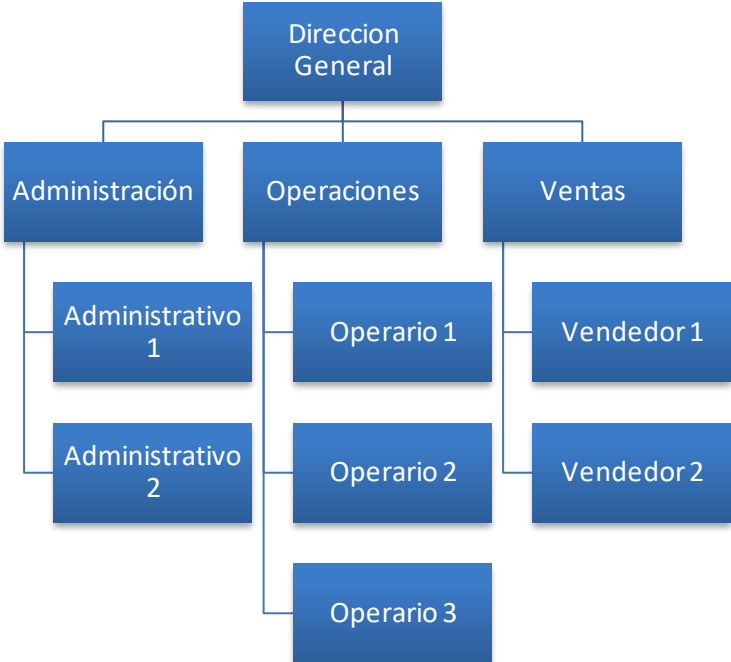 Direccion
General
Administración
Operaciones
Ventas
Administrativo
1
Operario 1
Vendedor 1
Administrativo
2
Operario 2
Vendedor 2
Operario 3